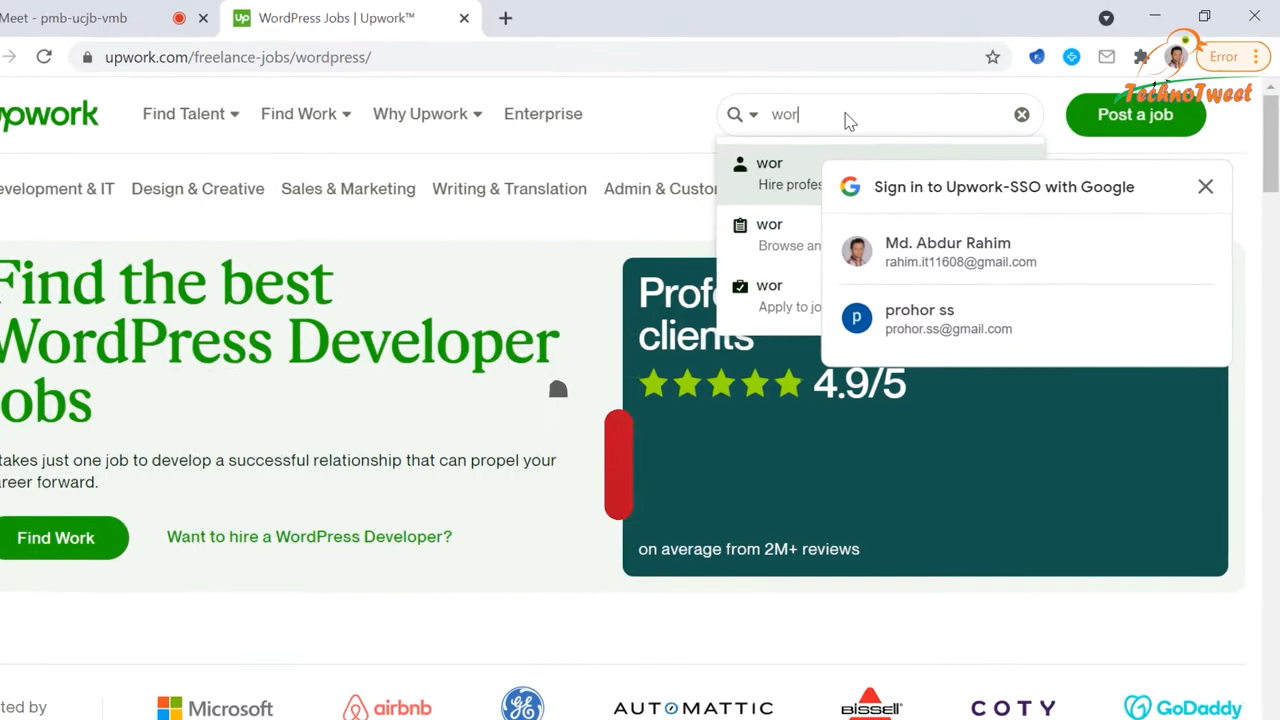 Meet - pmb-ucjb-vmb
WordPress Jobs | Upwork™
upwork.com/freelance-jobs/wordpress/
Error
TechnoTweet
upwork
Find Talent
Find Work
Why Upwork
Enterprise
wor
Post a job
evelopment & IT
Design & Creative
Sales & Marketing
Writing & Translation
Admin & Custo
wor
Hire profes
wor
Browse an
wor
Apply to jo
Sign in to Upwork-SSO with Google
Md. Abdur Rahim
rahim.it11608@gmail.com
p
prohor ss
prohor.ss@gmail.com
Find the best
WordPress Developer
obs
takes just one job to develop a successful relationship that can propel your
reer forward.
Find Work
Want to hire a WordPress Developer?
Profe
clients
4.9/5
on average from 2M+ reviews
ted by
Microsoft
airbnb
GE
AUTOMATTIC
BISSELL
COTY
GoDaddy